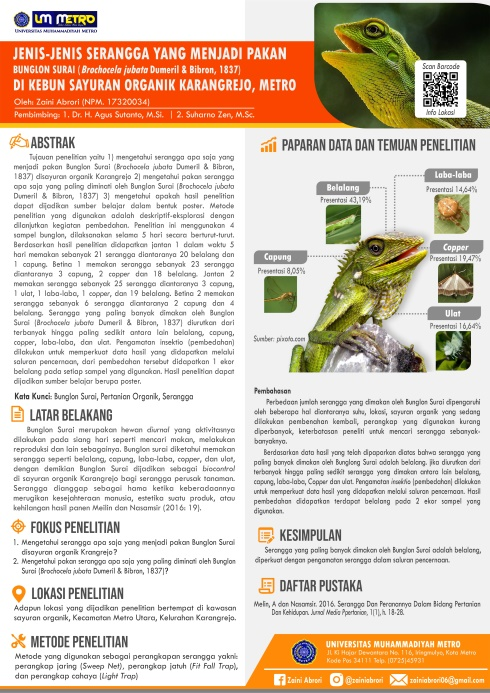 UM METRO
UNIVERSITAS MUHAMMADIYAH METRO
JENIS-JENIS SERANGGA YANG MENJADI PAKAN
BUNGLON SURAI (Brochocela jubata Dumeril & Bibron, 1837)
DI KEBUN SAYURAN ORGANIK KARANGREJO, METRO
Oleh: Zaini Abrori (NPM. 17320034)
Pembimbing: 1. Dr. H. Agus Sutanto, M.Si. | 2. Suharno Zen, M.Sc.
Scan Barcode
Info Lokasi
ABSTRAK
Tujuan penelitian yaitu 1) mengetahui serangga apa saja yang
menjadi pakan Bunglon Surai (Brochocela jubata Dumeril & Bibron,
1837) disayuran organik Karangrejo 2) mengetahui pakan serangga
apa saja yang paling diminati oleh Bunglon Surai (Brochocela jubata
Dumeril & Bibron, 1837) 3) mengetahui apakah hasil penelitian
dapat dijadikan sumber belajar dalam bentuk poster. Metode
penelitian yang digunakan adalah deskriptif-eksplorasi dengan
dilanjutkan kegiatan pembedahan. Penelitian ini menggunakan 4
sampel bunglon, dilaksanakan selama 5 hari secara berturut-turut.
Berdasarkan hasil penelitian didapatkan jantan 1 dalam waktu 5
hari memakan sebanyak 21 serangga diantaranya 20 belalang dan
1 capung. Betina 1 memakan serangga sebanyak 23 serangga
diantaranya 3 capung, 2 copper dan 18 belalang. Jantan 2
memakan serangga sebanyak 25 serangga diantaranya 3 capung,
1 ulat, 1 laba-laba, 1 copper, dan 19 belalang. Betina 2 memakan
serangga sebanyak 6 serangga diantaranya 2 capung dan 4
belalang. Serangga yang paling banyak dimakan oleh Bunglon
Surai (Brochocela jubata Dumeril & Bibron, 1837) diurutkan dari
terbanyak hingga paling sedikit antara lain belalang, capung,
copper, laba-laba, dan ulat. Pengamatan insectio (pembedahan)
dilakukan untuk memperkuat data hasil yang didapatkan melalui
saluran pencernaan, dari pembedahan tersebut didapatkan 1 ekor
belalang pada setiap sampel yang digunakan. Hasil penelitian dapat
dijadikan sumber belajar berupa poster.
Kata Kunci: Bunglon Surai, Pertanian Organik, Serangga
LATAR BELAKANG
Bunglon Surai merupakan hewan diurnal yang aktivitasnya
dilakukan pada siang hari seperti mencari makan, melakukan
reproduksi dan lain sebagainya. Bunglon surai diketahui memakan
serangga seperti belalang, capung, copper, laba-laba, dan ulat,
dengan demikian Bunglon Surai dijadikan sebagai biocontrol
di sayuran organik Karangrejo bagi serangga perusak tanaman.
Serangga dianggap sebagai hama ketika keberadaannya
merugikan kesejahteraan manusia, estetika suatu produk, atau
kehilangan hasil panen Meilin dan Nasamsir (2016: 19).
FOKUS PENELITIAN
1. Mengetahui serangga apa saja yang menjadi pakan Bunglon Surai
disayuran organik Krangrejo?
2. Mengetahui pakan serangga apa saja yang paling diminati oleh Bunglon
Surai (Brochocela jubata Dumeril & Bibron, 1837)?
LOKASI PENELITIAN
Adapun lokasi yang dijadikan penelitian bertempat di kawasan
sayuran organik, Kecamatan Metro Utara, Kelurahan Karangrejo.
METODE PENELITIAN
Metode yang digunakan sebagai perangkapan serangga yakni:
perangkap jaring (Sweep Net), perangkap jatuh (Fit Fall Trap),
dan perangkap cahaya (Light Trap)
PAPARAN DATA DAN TEMUAN PENELITIAN
Laba-laba
Presentasi 14,64%
Belalang
Presentasi 43,19%
Copper
Presentasi 19,47%
Capung
Presentasi 8,05%
Ulat
Presentasi 16,64%
Sumber: pixato.com
Pembahasan
Perbedaan jumlah serangga yang dimakan oleh Bunglon Surai dipengaruhi
oleh beberapa hal diantaranya suhu, lokasi, sayuran organik yang sedang
dilakukan pembenahan kembali, perangkap yang digunakan kurang
diperbanyak, keterbatasan peneliti untuk mencari serangga sebanyak-
banyaknya.
Berdasarkan data hasil yang telah dipaparkan diatas bahwa serangga yang
paling banyak dimakan oleh Bunglong Surai adalah belalang, jika diurutkan dari
terbanyak hingga paling sedikit serangga yang dimakan antara lain belalang,
capung, laba-laba, Copper dan ulat. Pengamatan insektio (pembedahan) dilakukan
untuk memperkuat data hasil yang didapatkan melalui saluran pencernaan. Hasil
pembedahan didapatkan terdapat belalang pada 2 ekor sampel yang
digunakan.
KESIMPULAN
Serangga yang paling banyak dimakan oleh Bunglon Surai adalah belalang,
diperkuat dengan pengamatan serangga dalam saluran pencernaan.
DAFTAR PUSTAKA
Melin, A dan Nasamsir. 2016. Serangga Dan Peranannya Dalam Bidang Pertanian
Dan Kehidupan. Jurnal Media Ppertanian, 1(1), h. 18-28.
UNIVERSITAS MUHAMMADIYAH METRO
Jl. Ki Hajar Dewantara No. 116, Iringmulyo, Kota Metro
Kode Pos 34111 Telp. (0725)45931
Zaini Abrori
zainiabrori
zainiabrori06@gmail.com